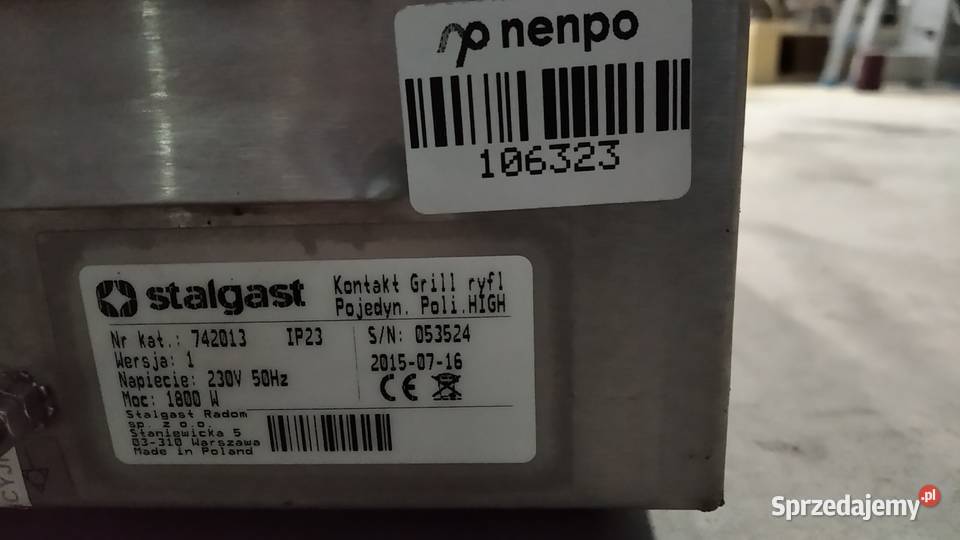 nenpo
106323
stalgast
Kontakt Grill ryfl
Pojedyn. Poli.HIGH
Nr kat.: 742013 IP23
S/N: 053524
Wersja: 1
2015-07-16
Napiecie: 230V 50Hz
CE
Moc: 1800 W
Stalgast Radom
sp. z o.o.
Staniewicka 5
03-310 Warszawa
Made in Poland
Sprzedajemy.pl